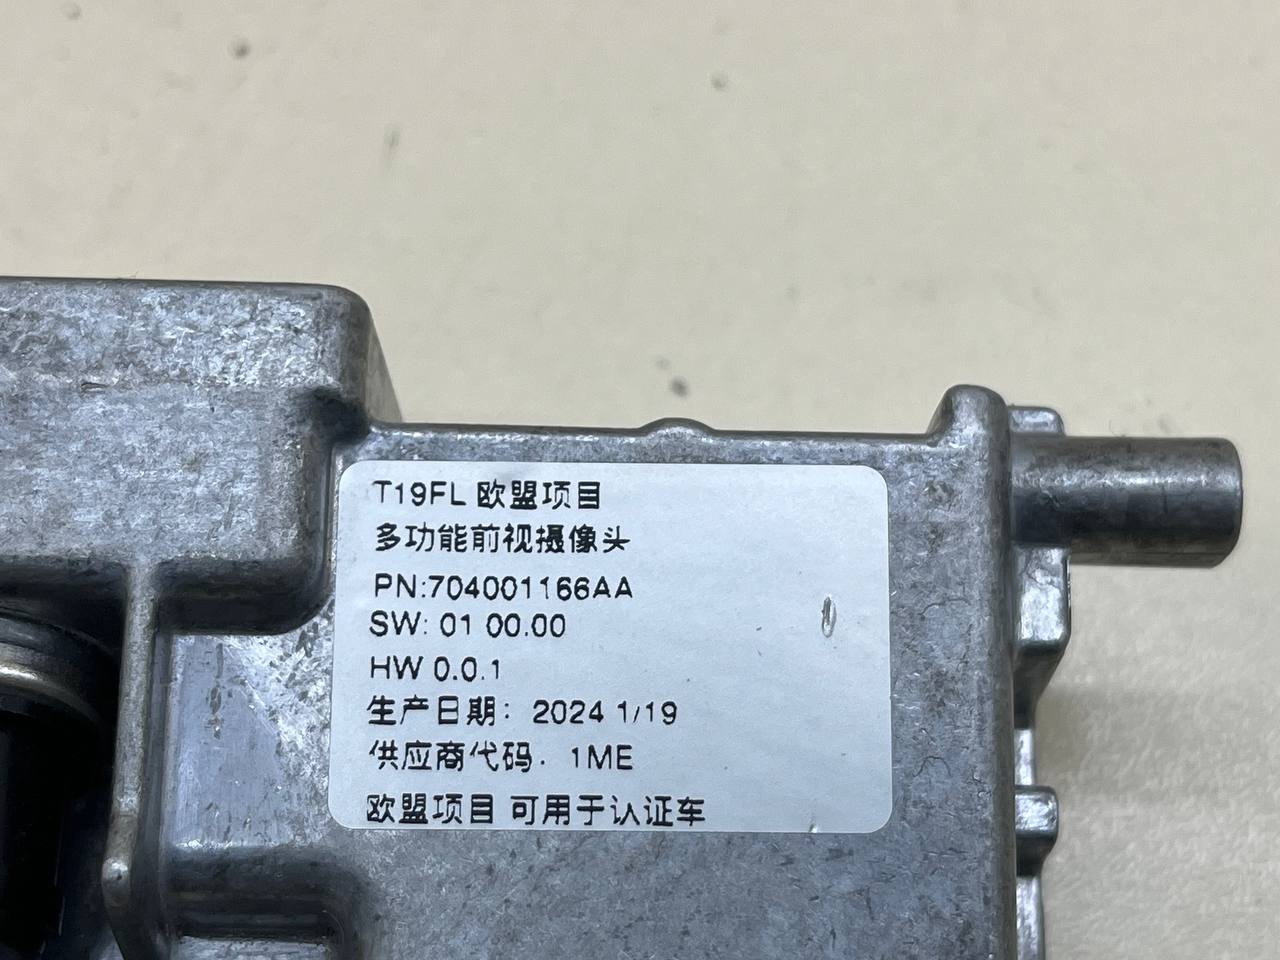 T19FL 欧盟项目
多功能前视摄像头
PN:704001166AA
SW: 01 00.00
HW 0.0.1
生产日期: 2024 1/19
供应商代码. 1ME
欧盟项目 可用于认证车